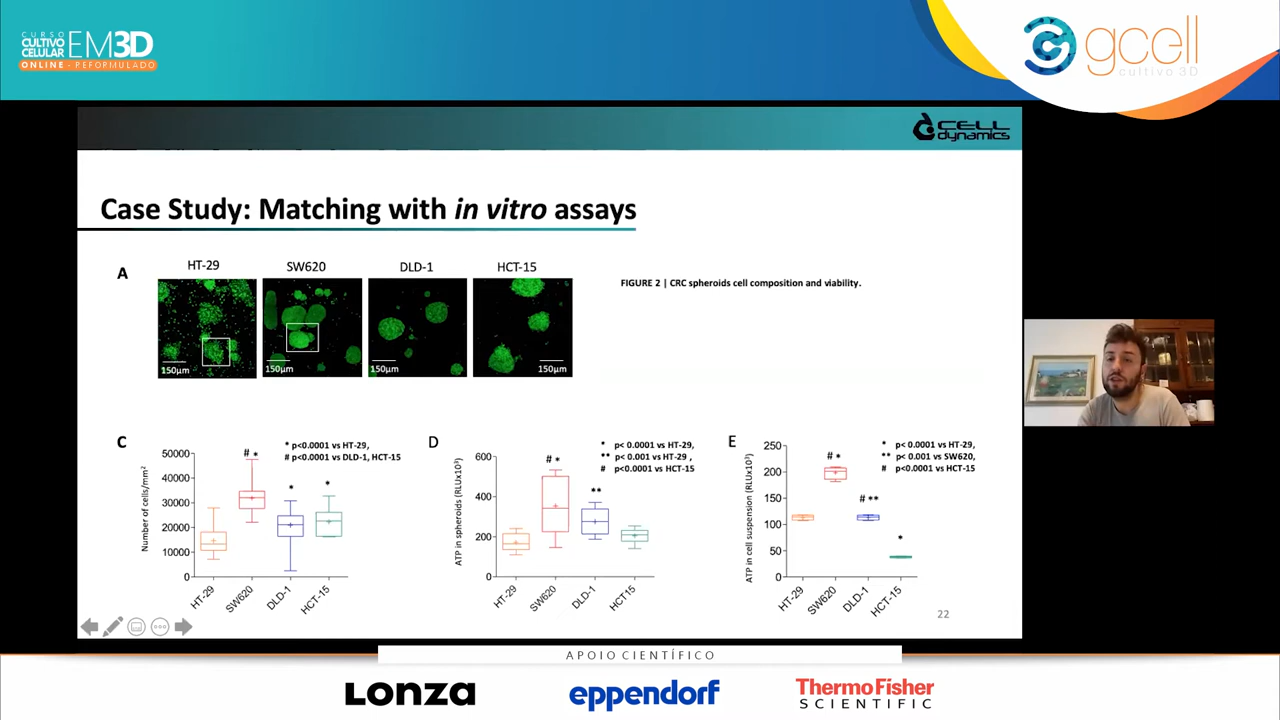 CURSO
CULTIVO
CELULAR EM3D
ONLINE - REFORMULADO
gcell
cultivo 3D
CELL
dynamics
Case Study: Matching with in vitro assays
A
HT-29
SW620
DLD-1
HCT-15
150µm
150µm
150µm
150µm
FIGURE 2 | CRC spheroids cell composition and viability.
C
* p<0.0001 vs HT-29,
# p<0.0001 vs DLD-1, HCT-15
Number of cells/mm²
50000
40000
30000
20000
10000
0
# *
*
*
HT-29
SW620
DLD-1
HCT-15
D
* p< 0.0001 vs HT-29,
** p< 0.001 vs HT-29 ,
# p<0.0001 vs HCT-15
ATP in spheroids (RLUx10³)
600
400
200
0
# *
**
HT-29
SW620
DLD-1
HCT15
E
* p< 0.0001 vs HT-29,
** p< 0.001 vs SW620,
# p<0.0001 vs HCT-15
ATP in cell suspension (RLUx10³)
250
200
150
100
50
0
# *
# **
*
HT-29
SW620
DLD-1
HCT-15
22
APOIO CIENTÍFICO
Lonza
eppendorf
ThermoFisher
SCIENTIFIC